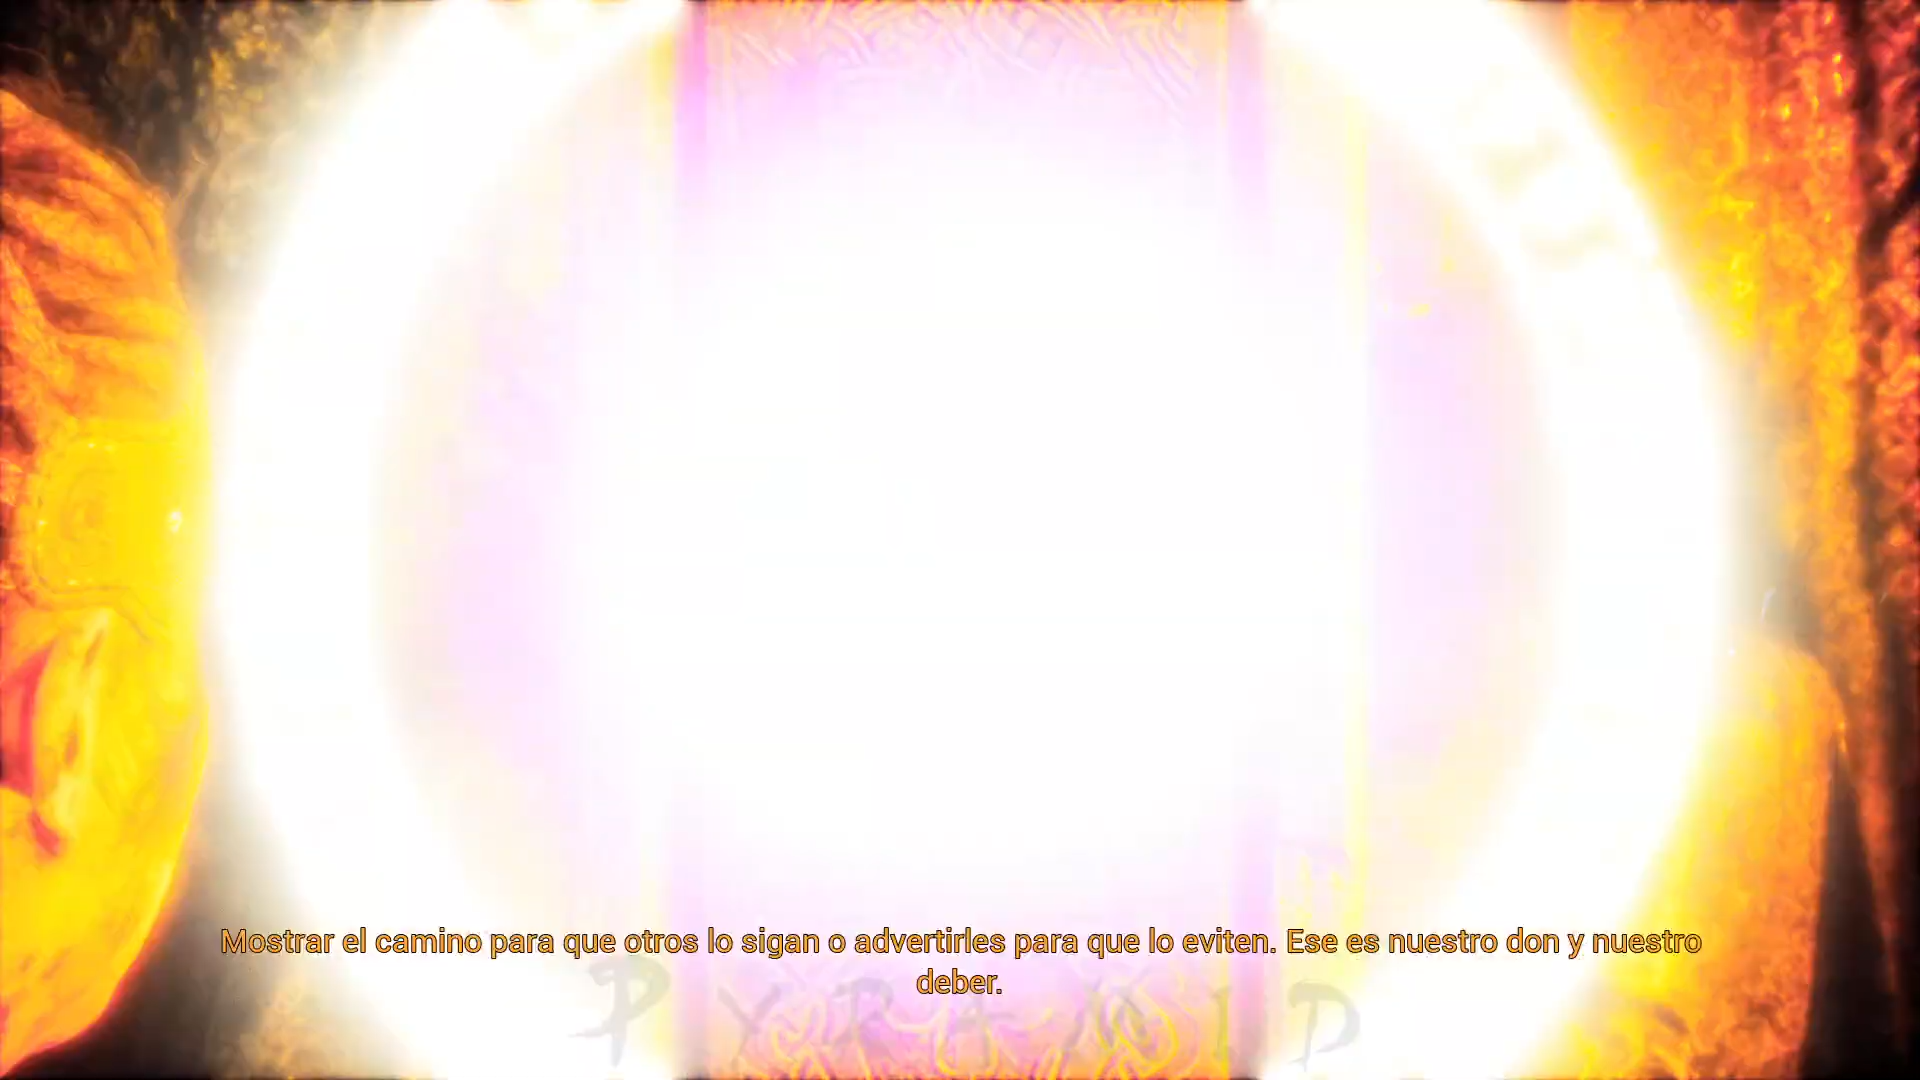 Mostrar el camino para que otros lo sigan o advertirles para que lo eviten. Ese es nuestro don y nuestro
deber.
PYRAMID